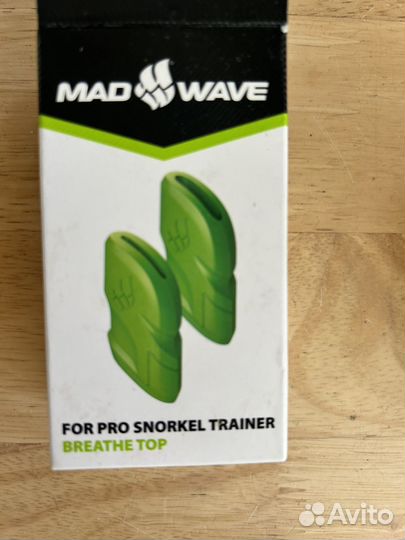 MAD WAVE
FOR PRO SNORKEL TRAINER
BREATHE TOP
Avito